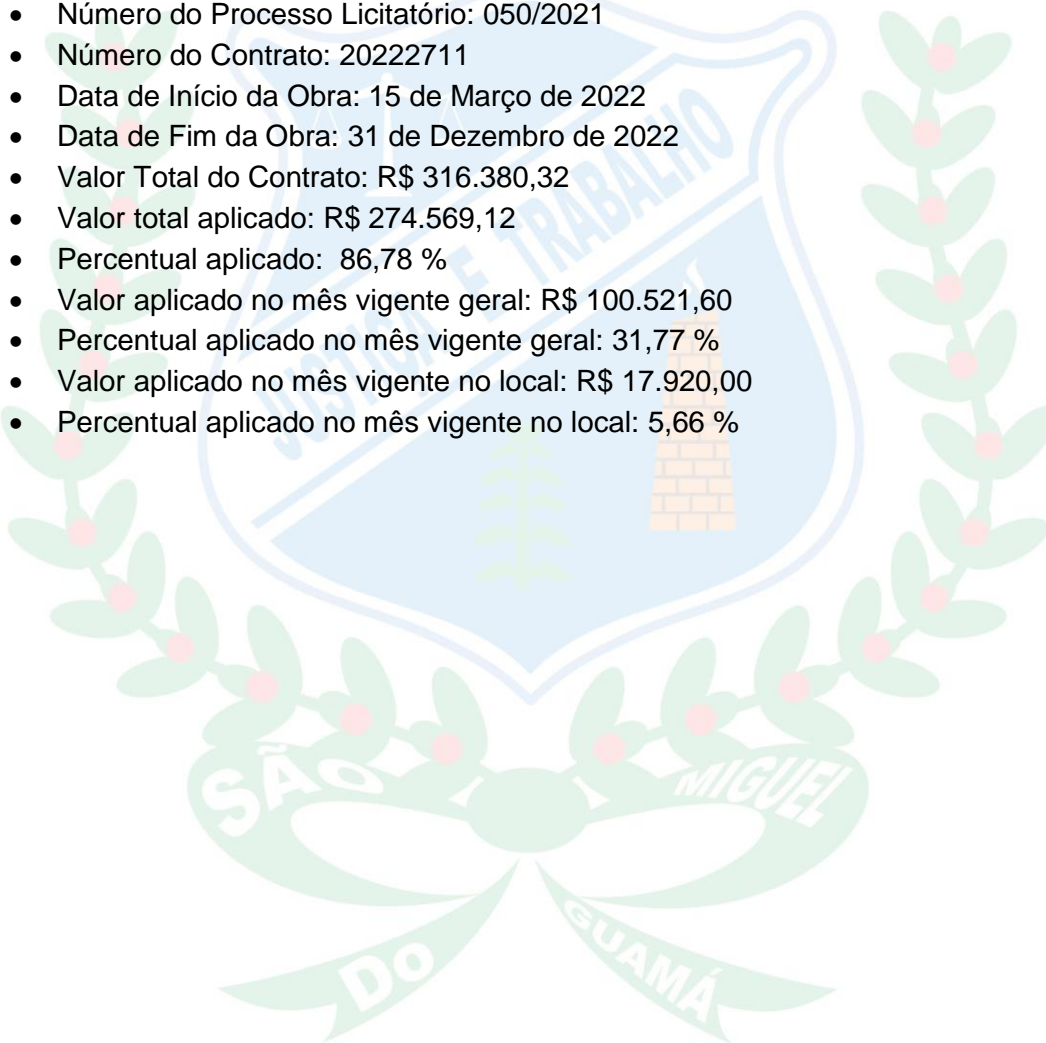 • Número do Processo Licitatório: 050/2021
• Número do Contrato: 20222711
• Data de Início da Obra: 15 de Março de 2022
• Data de Fim da Obra: 31 de Dezembro de 2022
• Valor Total do Contrato: R$ 316.380,32
• Valor total aplicado: R$ 274.569,12
• Percentual aplicado:  86,78 %
• Valor aplicado no mês vigente geral: R$ 100.521,60
• Percentual aplicado no mês vigente geral: 31,77 %
• Valor aplicado no mês vigente no local: R$ 17.920,00
• Percentual aplicado no mês vigente no local: 5,66 %
JUSTIÇA E TRABALHO
SÃO MIGUEL
DO GUAMÁ